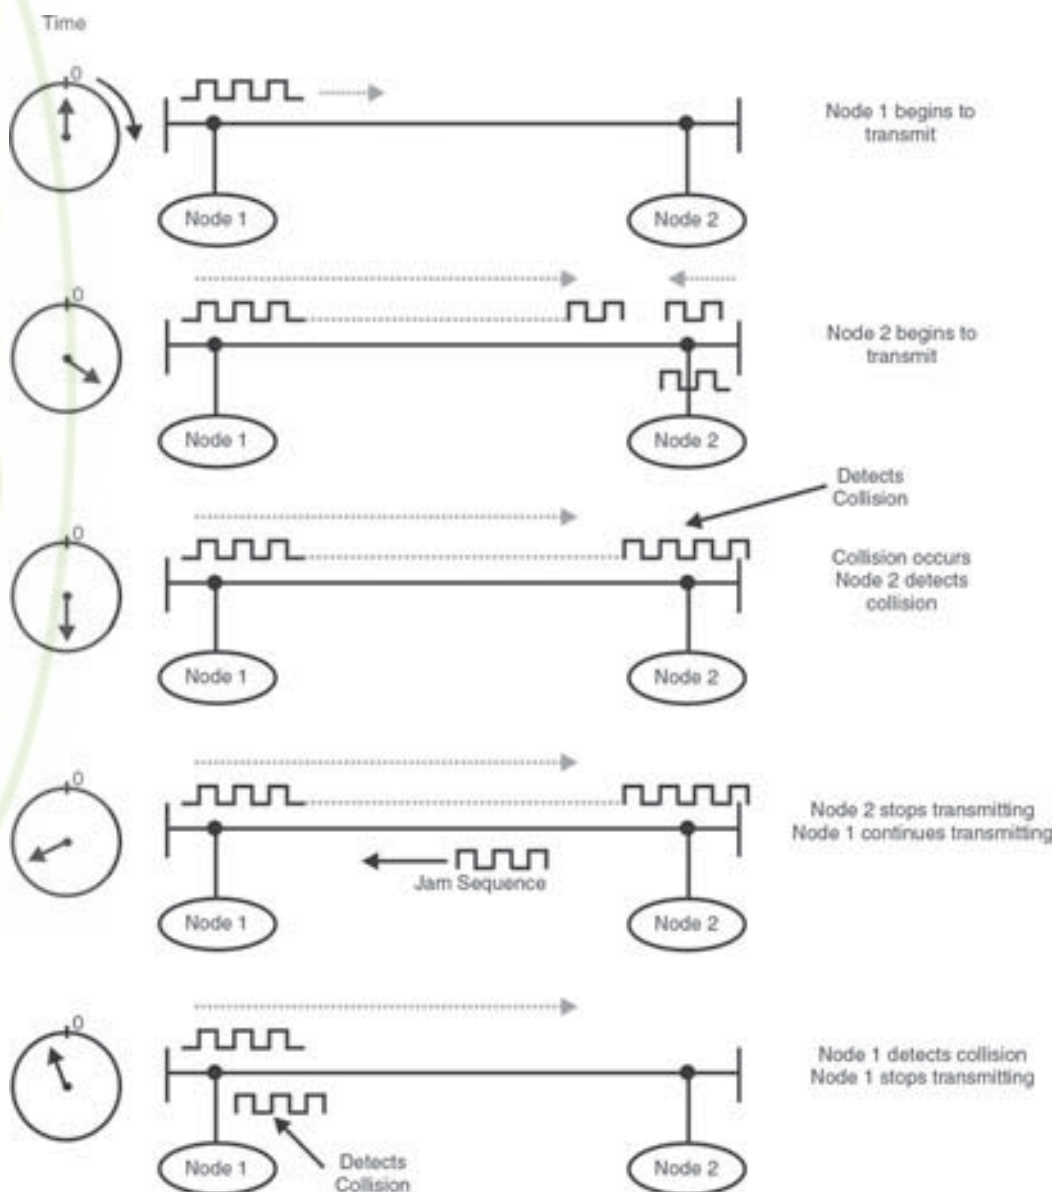 Time
0
Node 1 begins to
transmit
Node 1
Node 2
0
Node 2 begins to
transmit
Node 1
Node 2
Detects
Collision
0
Collision occurs
Node 2 detects
collision
Node 1
Node 2
0
Node 2 stops transmitting
Node 1 continues transmitting
Jam Sequence
Node 1
Node 2
0
Node 1 detects collision
Node 1 stops transmitting
Node 1
Node 2
Detects
Collision